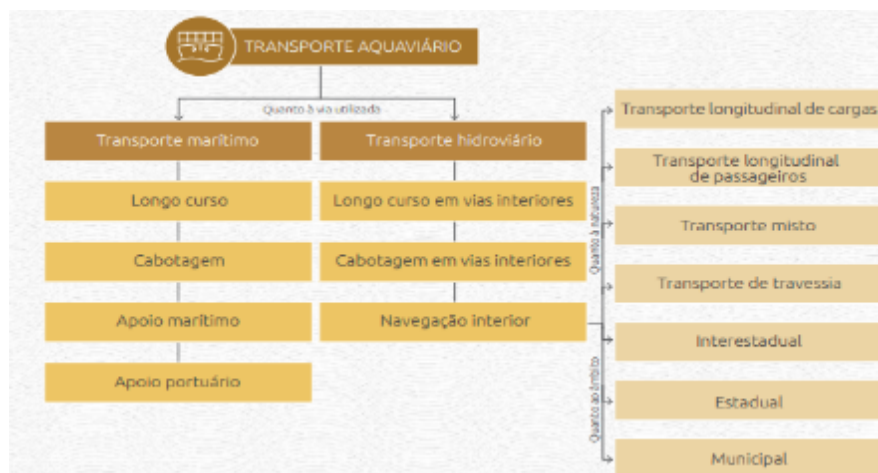 TRANSPORTE AQUAVIÁRIO
Quanto à via utilizada
Transporte marítimo
Longo curso
Cabotagem
Apoio marítimo
Apoio portuário
Transporte hidroviário
Longo curso em vias interiores
Cabotagem em vias interiores
Navegação interior
Quanto à natureza
Transporte longitudinal de cargas
Transporte longitudinal
de passageiros
Transporte misto
Transporte de travessia
Quanto ao âmbito
Interestadual
Estadual
Municipal